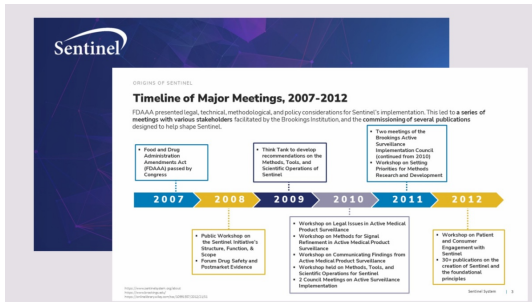 Sentinel
ORIGINS OF SENTINEL
Timeline of Major Meetings, 2007-2012
FDAAA presented legal, technical, methodological, and policy considerations for Sentinel's implementation. This led to a series of
meetings with various stakeholders facilitated by the Brookings Institution, and the commissioning of several publications
designed to help shape Sentinel.
• Food and Drug
Administration
Amendments Act
(FDAAA) passed by
Congress
• Think Tank to develop
recommendations on the
Methods, Tools, and
Scientific Operations of
Sentinel
• Two meetings of the
Brookings Active
Surveillance
Implementation Council
(continued from 2010)
• Workshop on Setting
Priorities for Methods
Research and Development
2007
2008
2009
2010
2011
2012
• Public Workshop on
the Sentinel Initiative's
Structure, Function, &
Scope
• Forum Drug Safety and
Postmarket Evidence
• Workshop on Legal Issues in Active Medical
Product Surveillance
• Workshop on Methods for Signal
Refinement in Active Medical Product
Surveillance
• Workshop on Communicating Findings from
Active Medical Product Surveillance
• Workshop held on Methods, Tools, and
Scientific Operations for Sentinel
• 2 Council Meetings on Active Surveillance
Implementation
• Workshop on Patient
and Consumer
Engagement with
Sentinel
• 30+ publications on the
creation of Sentinel and
the foundational
principles
Sentinel System